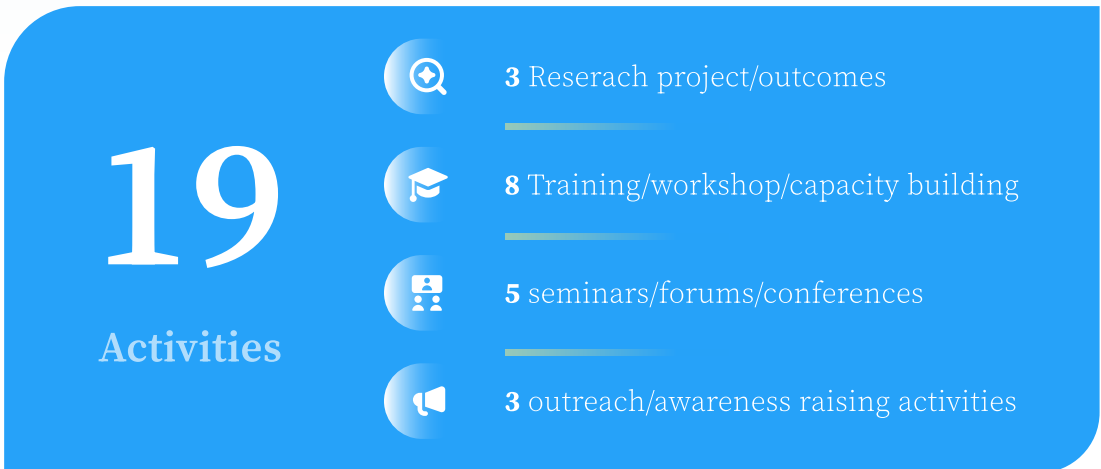 19
Activities
3 Reserach project/outcomes
8 Training/workshop/capacity building
5 seminars/forums/conferences
3 outreach/awareness raising activities